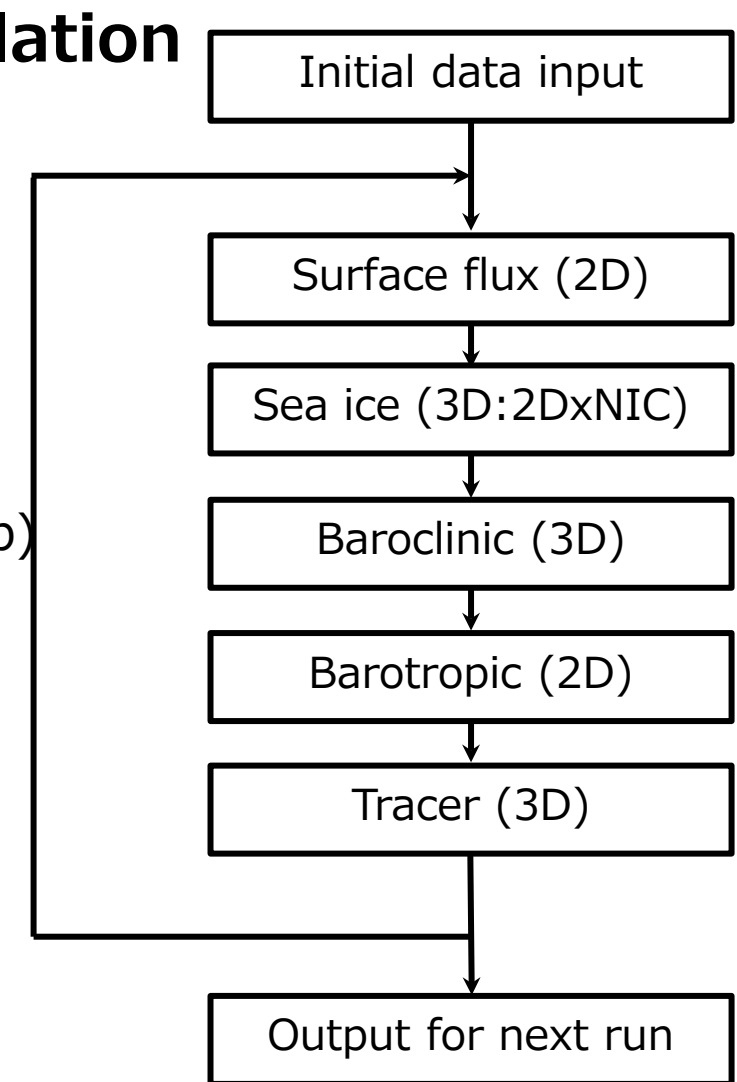 lation
Initial data input
Surface flux (2D)
Sea ice (3D:2DxNIC)
Baroclinic (3D)
Barotropic (2D)
Tracer (3D)
Output for next run